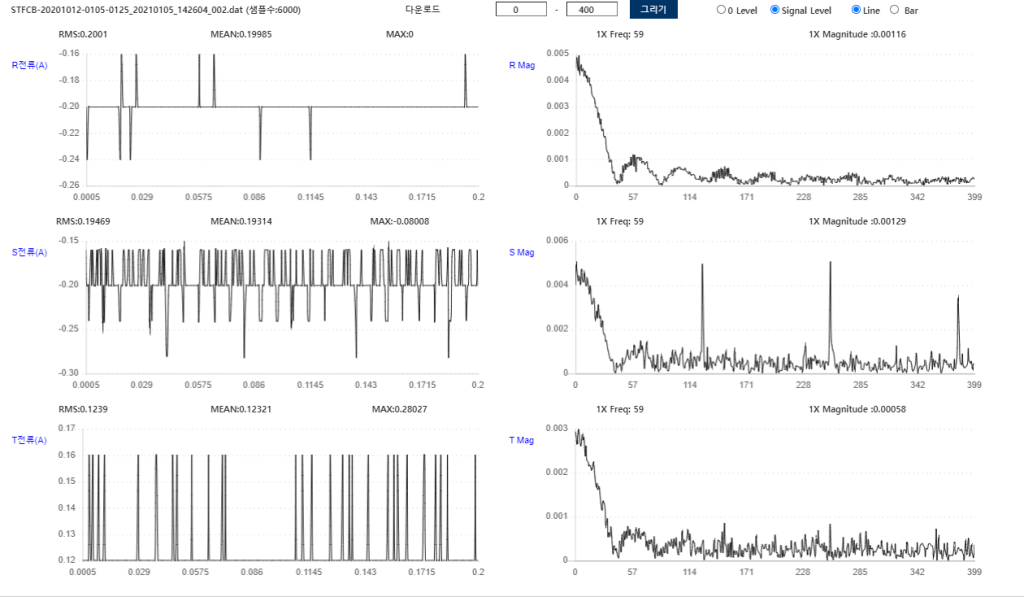 STFCB-20201012-0105-0125_20210105_142604_002.dat (샘플수:6000) 다운로드 0 - 400 그리기 0 Level Signal Level Line Bar
RMS:0.2001 MEAN:0.19985 MAX:0
R전류(A)
-0.16
-0.18
-0.20
-0.22
-0.24
-0.26
0.0005 0.029 0.0575 0.086 0.1145 0.143 0.1715 0.2
1X Freq: 59 1X Magnitude :0.00116
R Mag
0.005
0.004
0.003
0.002
0.001
0
0 57 114 171 228 285 342 399
RMS:0.19469 MEAN:0.19314 MAX:-0.08008
S전류(A)
-0.15
-0.20
-0.25
-0.30
0.0005 0.029 0.0575 0.086 0.1145 0.143 0.1715 0.2
1X Freq: 59 1X Magnitude :0.00129
S Mag
0.006
0.004
0.002
0
0 57 114 171 228 285 342 399
RMS:0.1239 MEAN:0.12321 MAX:0.28027
T전류(A)
0.17
0.16
0.15
0.14
0.13
0.12
0.0005 0.029 0.0575 0.086 0.1145 0.143 0.1715 0.2
1X Freq: 59 1X Magnitude :0.00058
T Mag
0.003
0.002
0.001
0
0 57 114 171 228 285 342 399